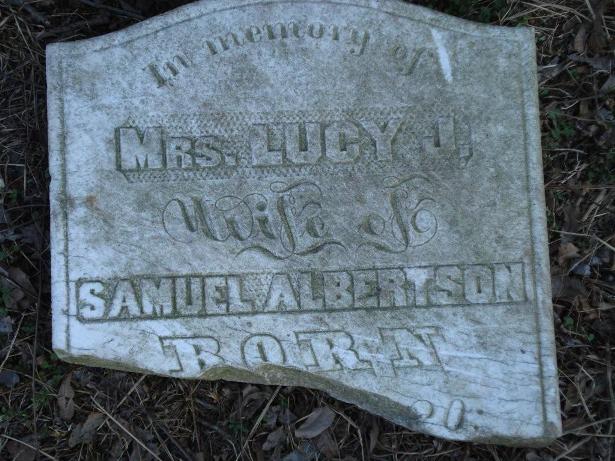 In memory of
MRS. LUCY J.
Wife of
SAMUEL ALBERTSON
BORN
20.